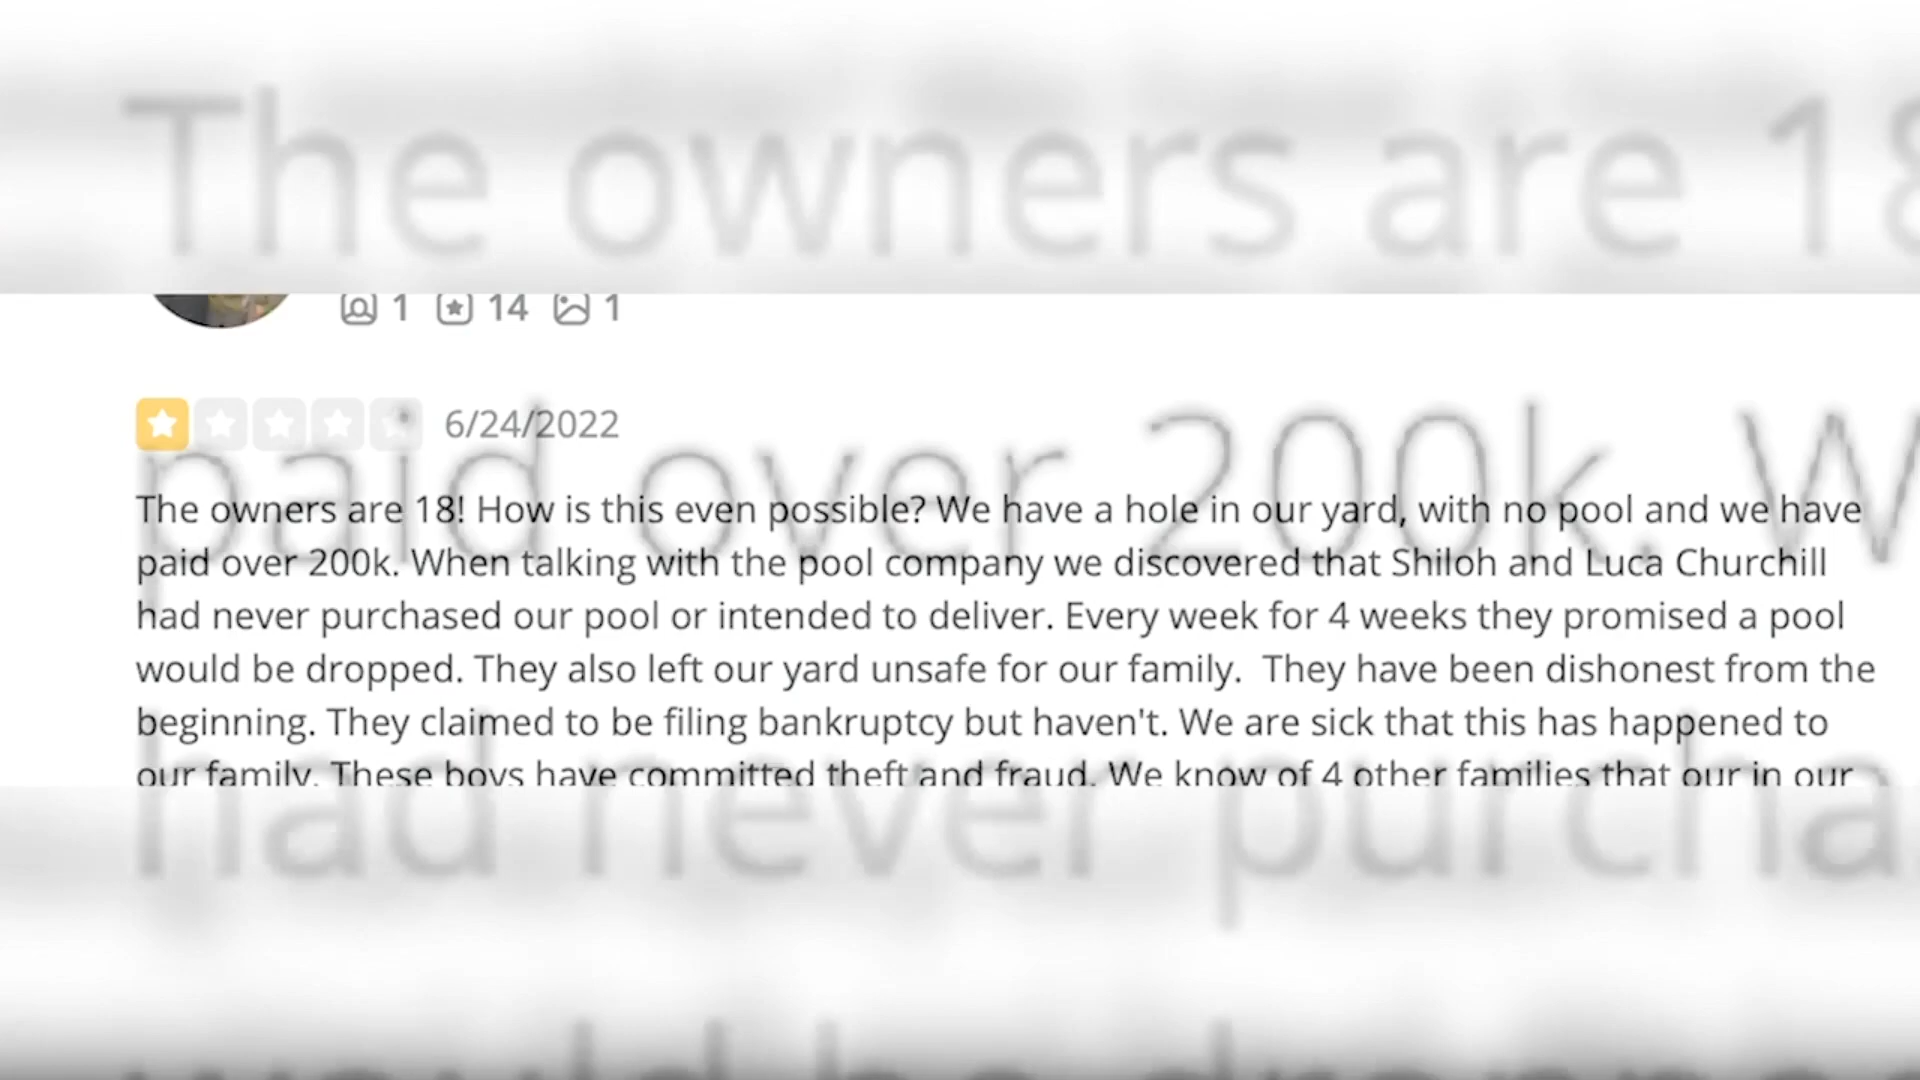 The owners are 18
1 14 1
6/24/2022
paid over 200k. W
The owners are 18! How is this even possible? We have a hole in our yard, with no pool and we have
paid over 200k. When talking with the pool company we discovered that Shiloh and Luca Churchill
had never purchased our pool or intended to deliver. Every week for 4 weeks they promised a pool
would be dropped. They also left our yard unsafe for our family.  They have been dishonest from the
beginning. They claimed to be filing bankruptcy but haven't. We are sick that this has happened to
our family. These boys have committed theft and fraud. We know of 4 other families that our in our
had never purcha